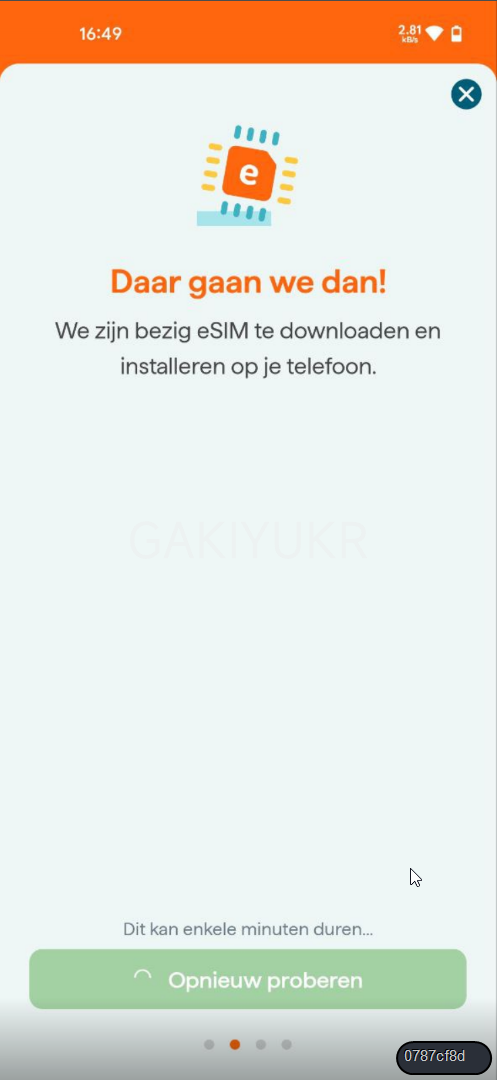 16:49
2.81
kB/s
e
Daar gaan we dan!
We zijn bezig eSIM te downloaden en
installeren op je telefoon.
GAKIYUKR
Dit kan enkele minuten duren...
Opnieuw proberen
0787cf8d